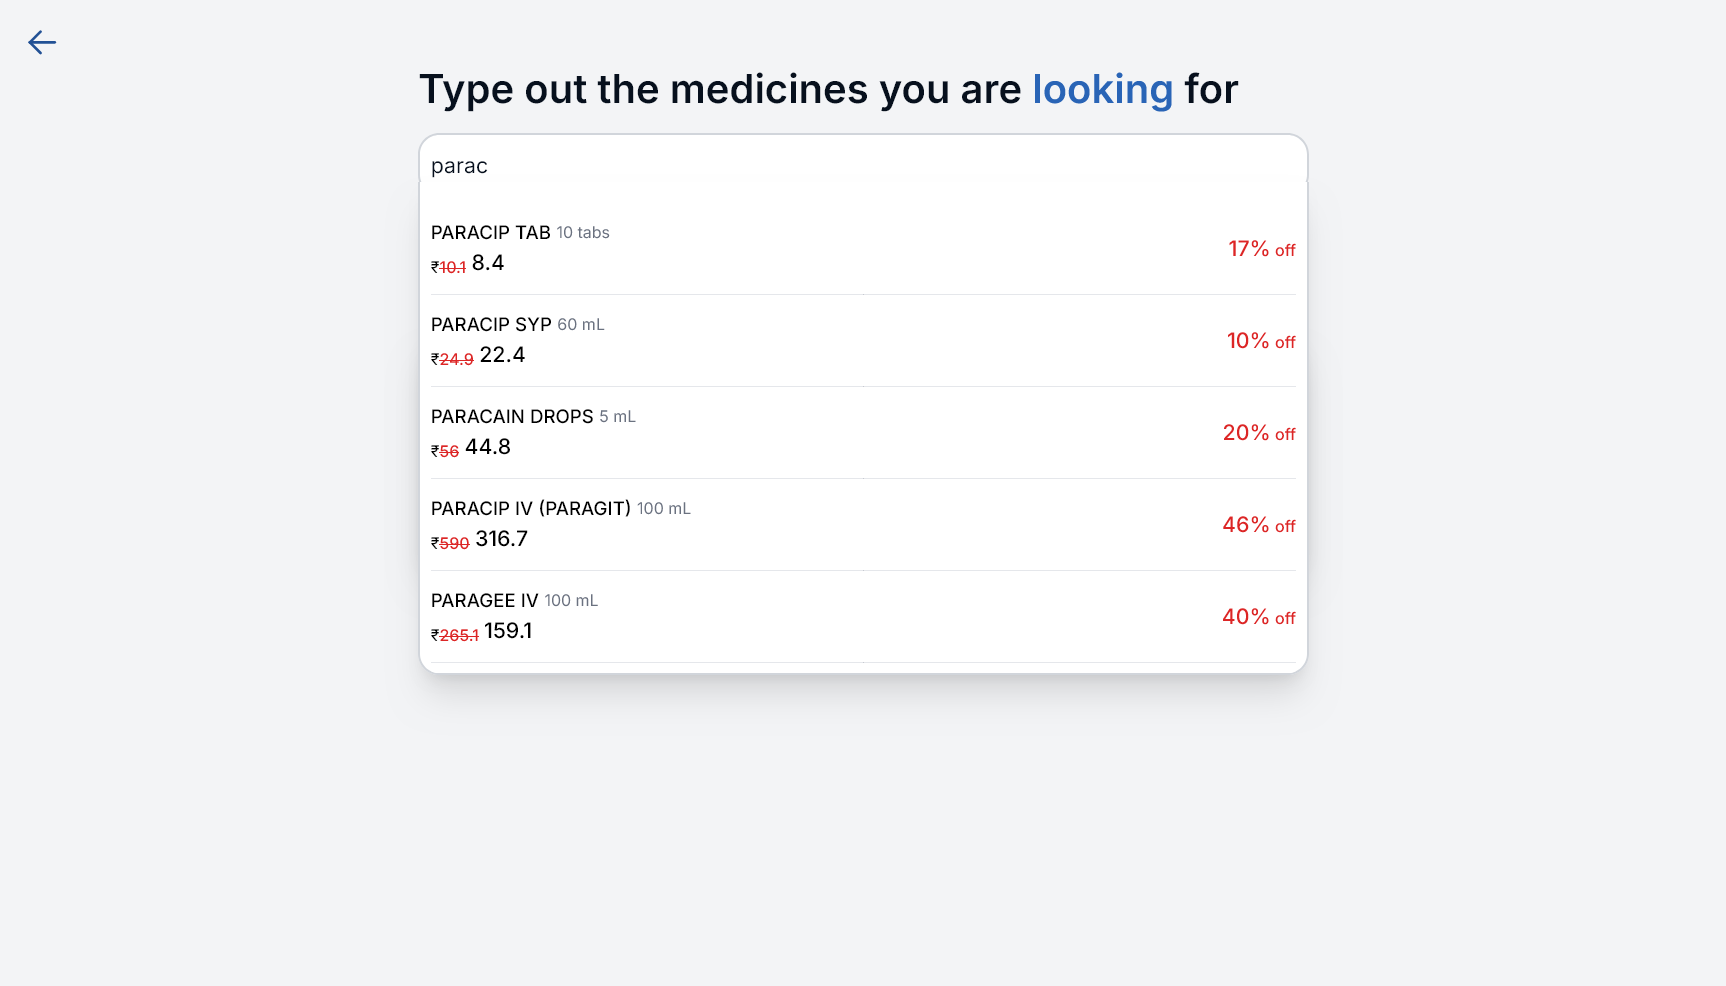 Type out the medicines you are looking for
parac
PARACIP TAB 10 tabs
₹10.1 8.4
17% off
PARACIP SYP 60 mL
₹24.9 22.4
10% off
PARACAIN DROPS 5 mL
₹56 44.8
20% off
PARACIP IV (PARAGIT) 100 mL
₹590 316.7
46% off
PARAGEE IV 100 mL
₹265.1 159.1
40% off